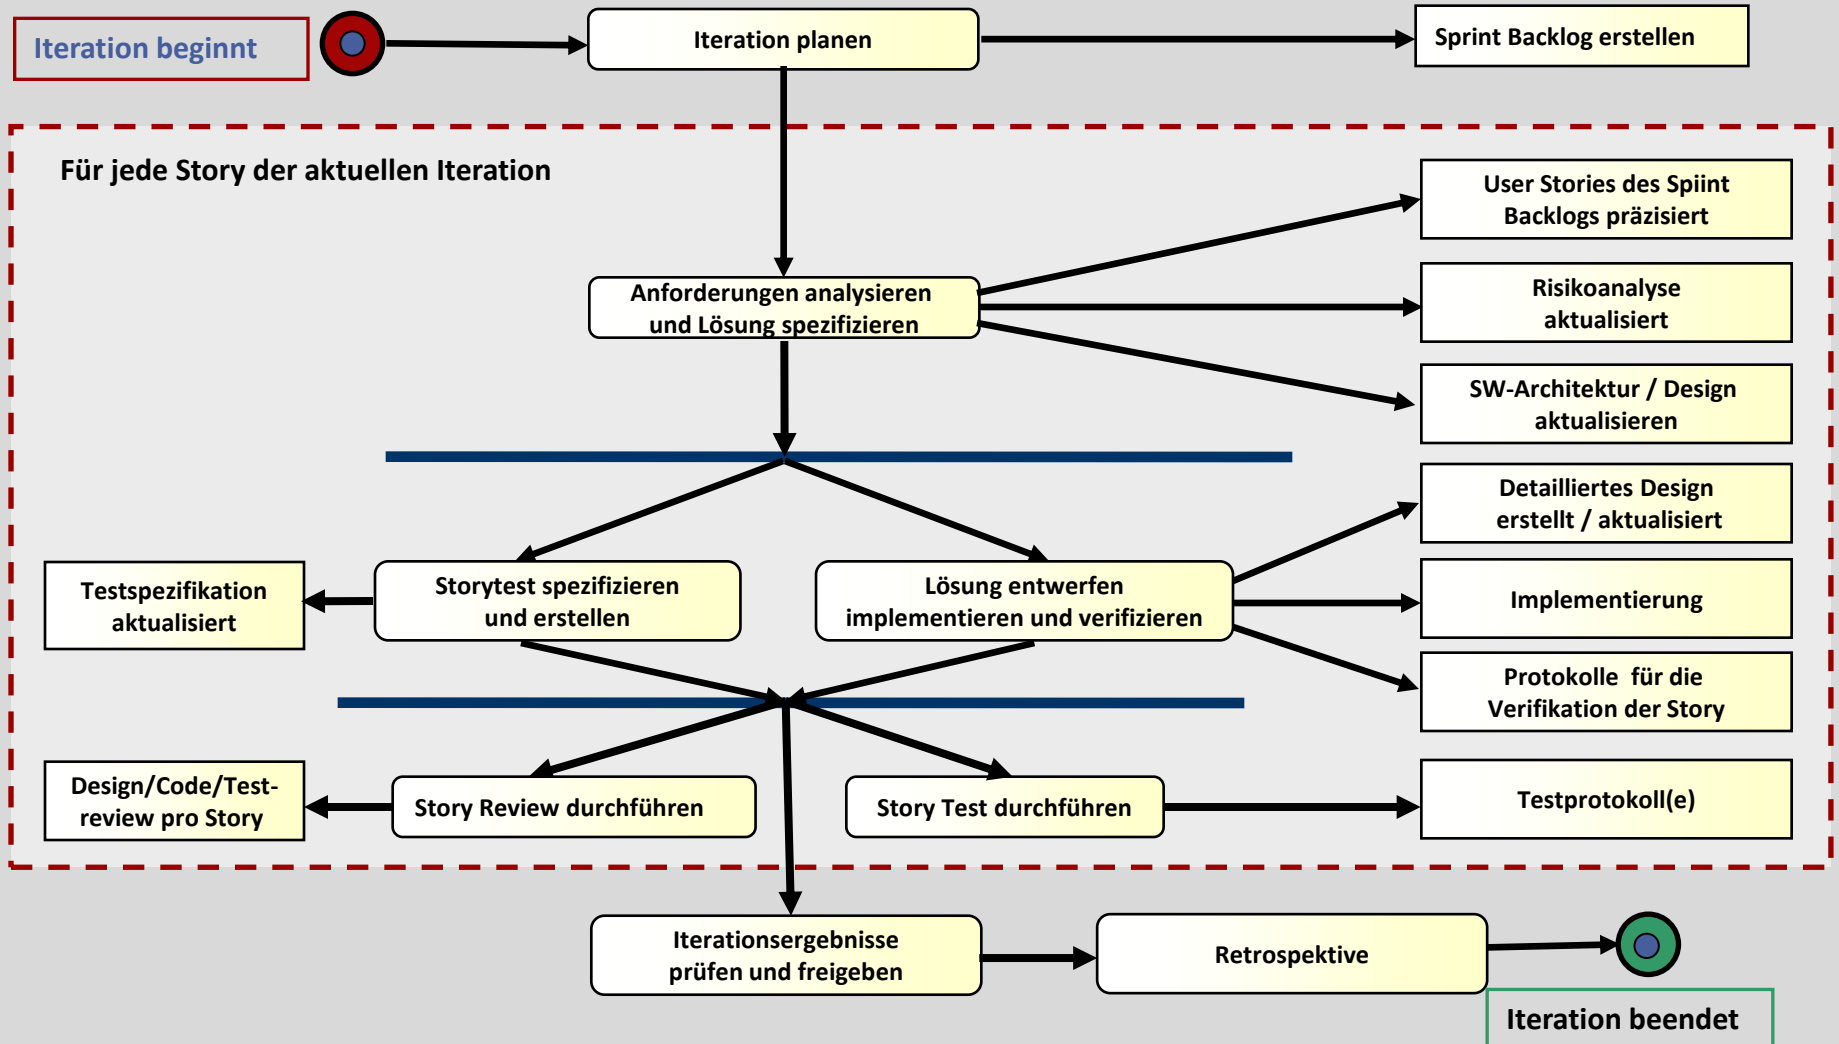 Iteration beginnt
Iteration planen
Sprint Backlog erstellen
Für jede Story der aktuellen Iteration
User Stories des Spiint
Backlogs präzisiert
Anforderungen analysieren
und Lösung spezifizieren
Risikoanalyse
aktualisiert
SW-Architektur / Design
aktualisieren
Detailliertes Design
erstellt / aktualisiert
Testspezifikation
aktualisiert
Storytest spezifizieren
und erstellen
Lösung entwerfen
implementieren und verifizieren
Implementierung
Protokolle für die
Verifikation der Story
Design/Code/Test-
review pro Story
Story Review durchführen
Story Test durchführen
Testprotokoll(e)
Iterationsergebnisse
prüfen und freigeben
Retrospektive
Iteration beendet